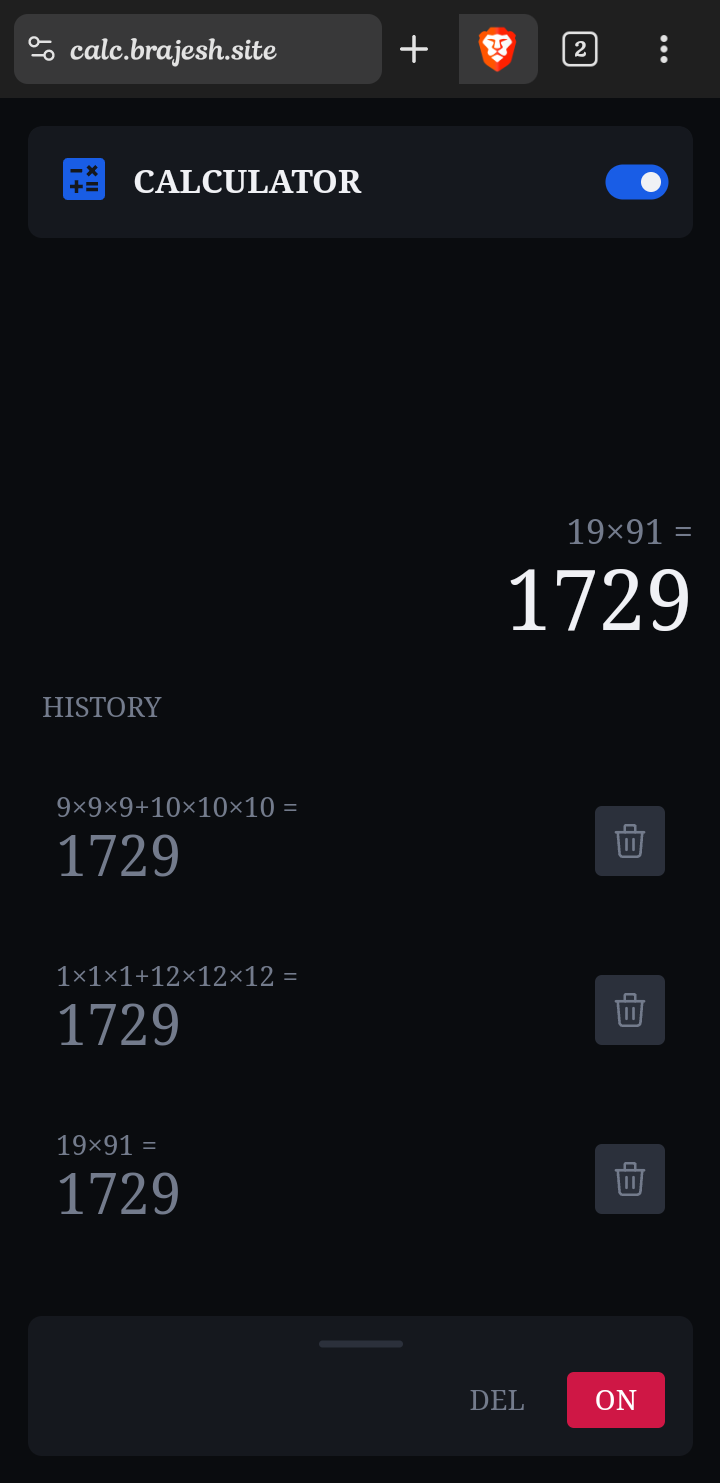 calc.brajesh.site
2
CALCULATOR
19×91 =
1729
HISTORY
9×9×9+10×10×10 =
1729
1×1×1+12×12×12 =
1729
19×91 =
1729
DEL
ON